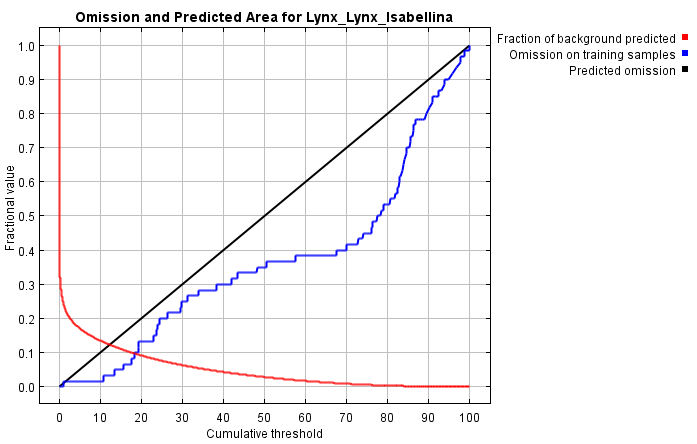 Omission and Predicted Area for Lynx_Lynx_Isabellina
Fraction of background predicted
Omission on training samples
Predicted omission
Fractional value
1.0
0.9
0.8
0.7
0.6
0.5
0.4
0.3
0.2
0.1
0.0
0 10 20 30 40 50 60 70 80 90 100
Cumulative threshold